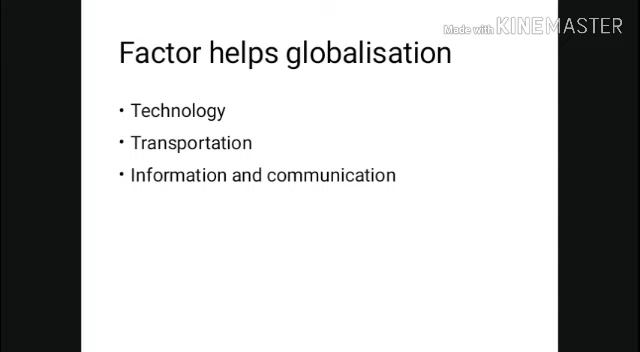 Made with KINEMASTER
Factor helps globalisation
• Technology
• Transportation
• Information and communication